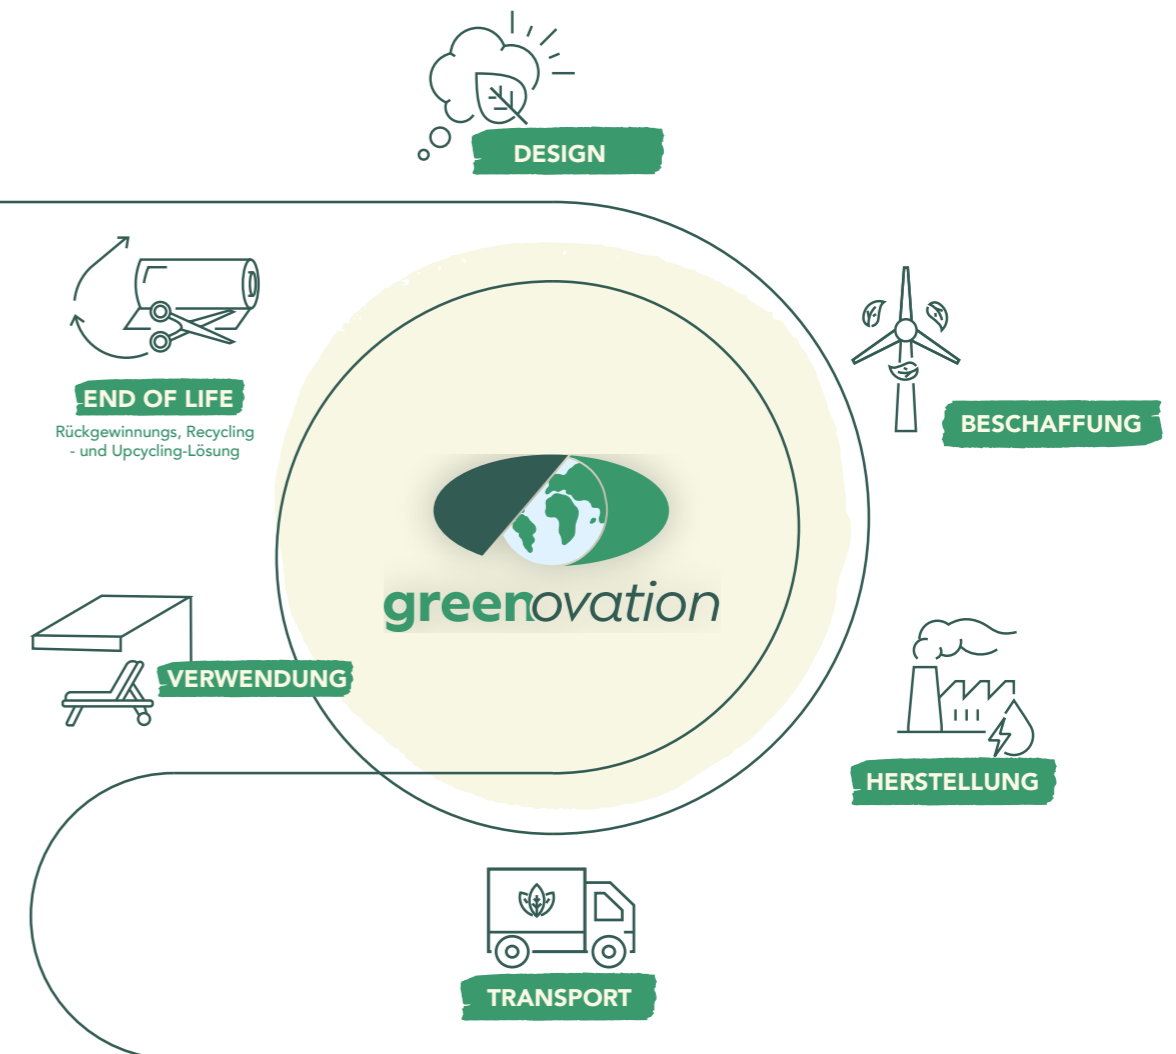 DESIGN
END OF LIFE
Rückgewinnungs, Recycling
- und Upcycling-Lösung
BESCHAFFUNG
greenovation
VERWENDUNG
HERSTELLUNG
TRANSPORT